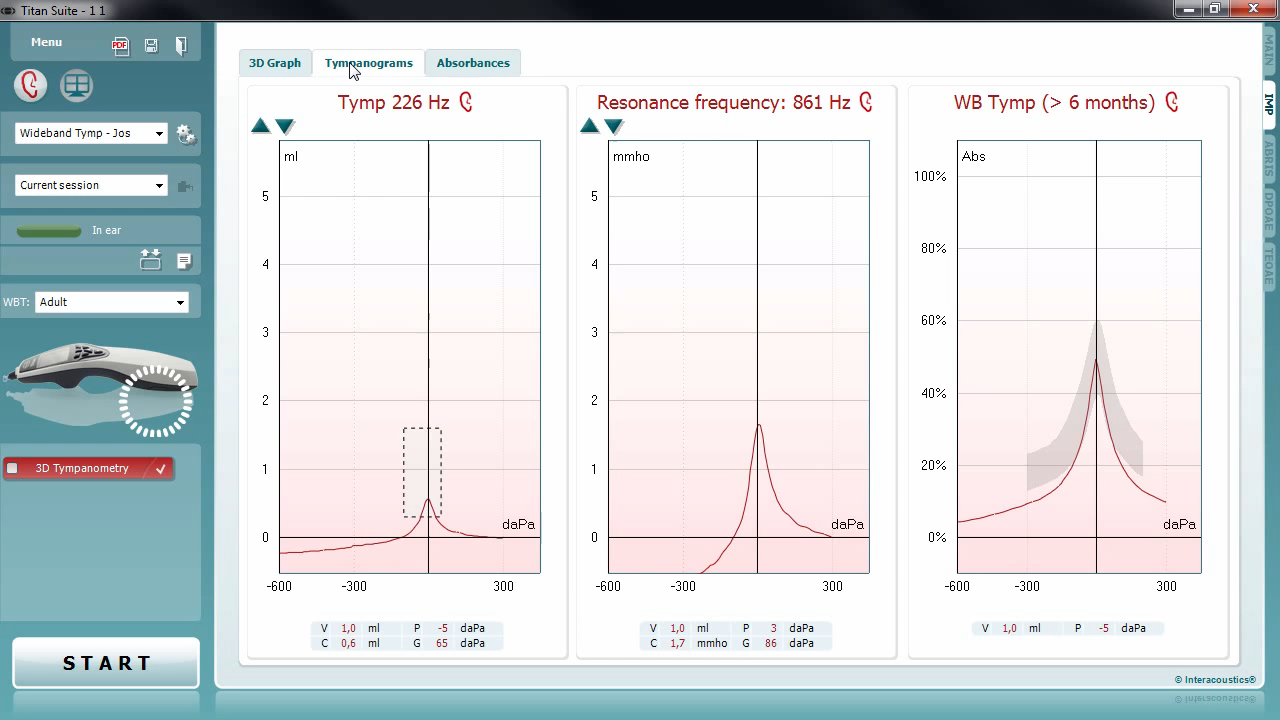 Titan Suite - 1 1
Menu
PDF
Wideband Tymp - Jos
Current session
In ear
WBT: Adult
3D Tympanometry
START
3D Graph Tympanograms Absorbances
Tymp 226 Hz
ml
5
4
3
2
1
0
daPa
-600 -300 300
V 1,0 ml P -5 daPa
C 0,6 ml G 65 daPa
Resonance frequency: 861 Hz
mmho
5
4
3
2
1
0
daPa
-600 -300 300
V 1,0 ml P 3 daPa
C 1,7 mmho G 86 daPa
WB Tymp (> 6 months)
Abs
100%
80%
60%
40%
20%
0%
daPa
-600 -300 300
V 1,0 ml P -5 daPa
MAIN
IMP
ABRIS
DPOAE
TEOAE
© Interacoustics®